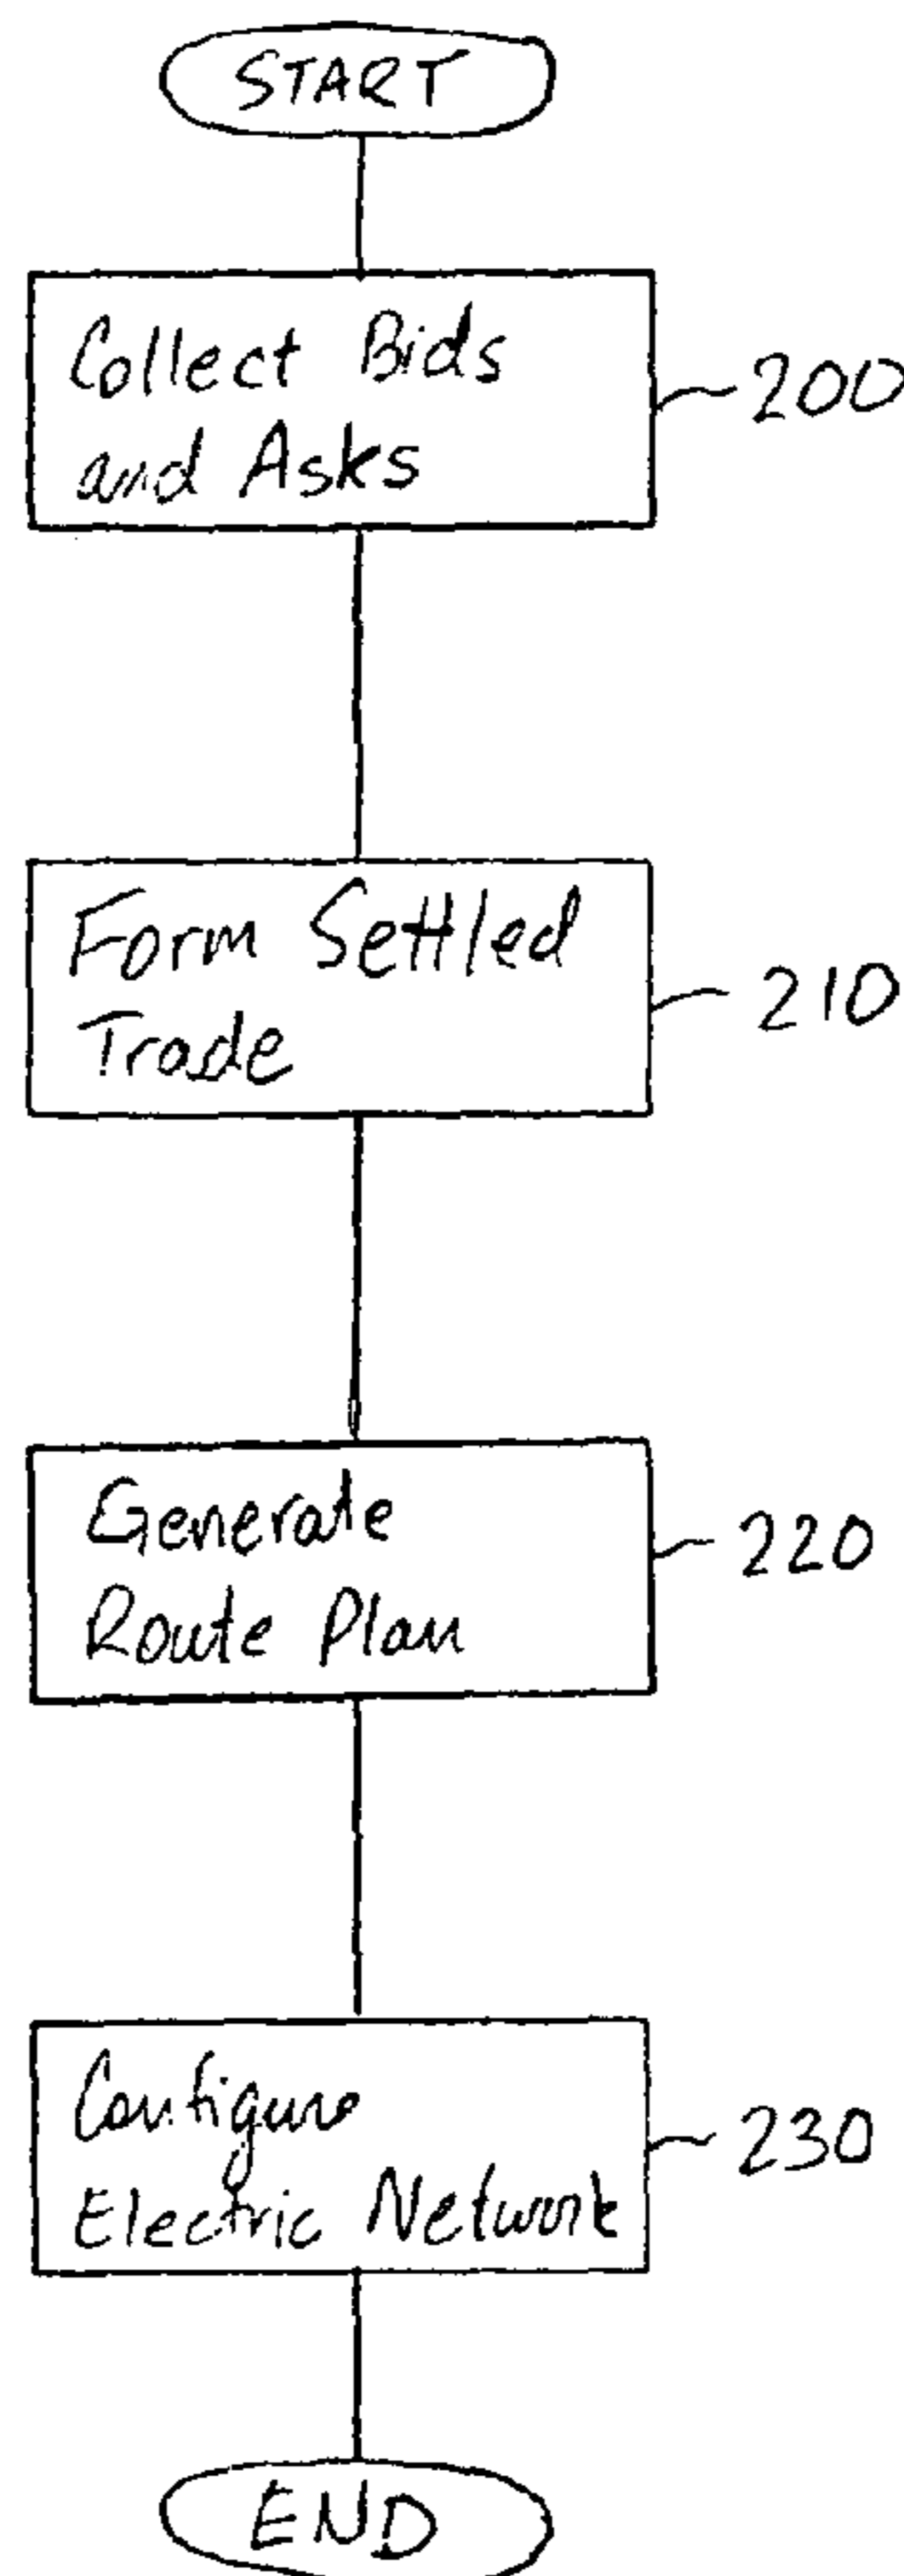 START
Collect Bids
and Asks
200
Form Settled
Trade
210
Generate
Route Plan
220
Configure
Electric Network
230
END